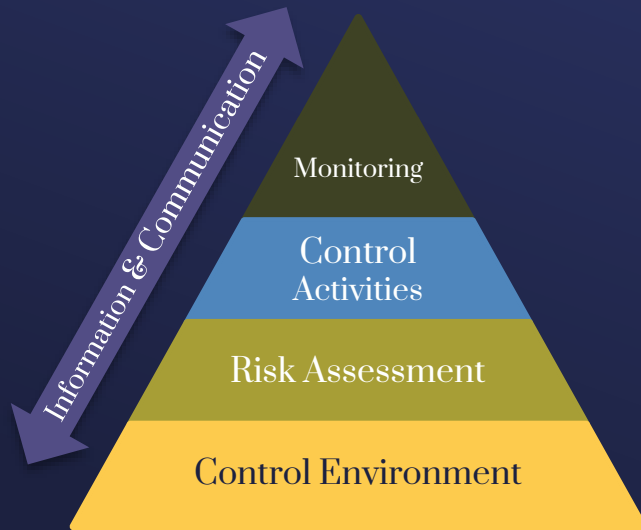 Information & Communication
Monitoring
Control
Activities
Risk Assessment
Control Environment